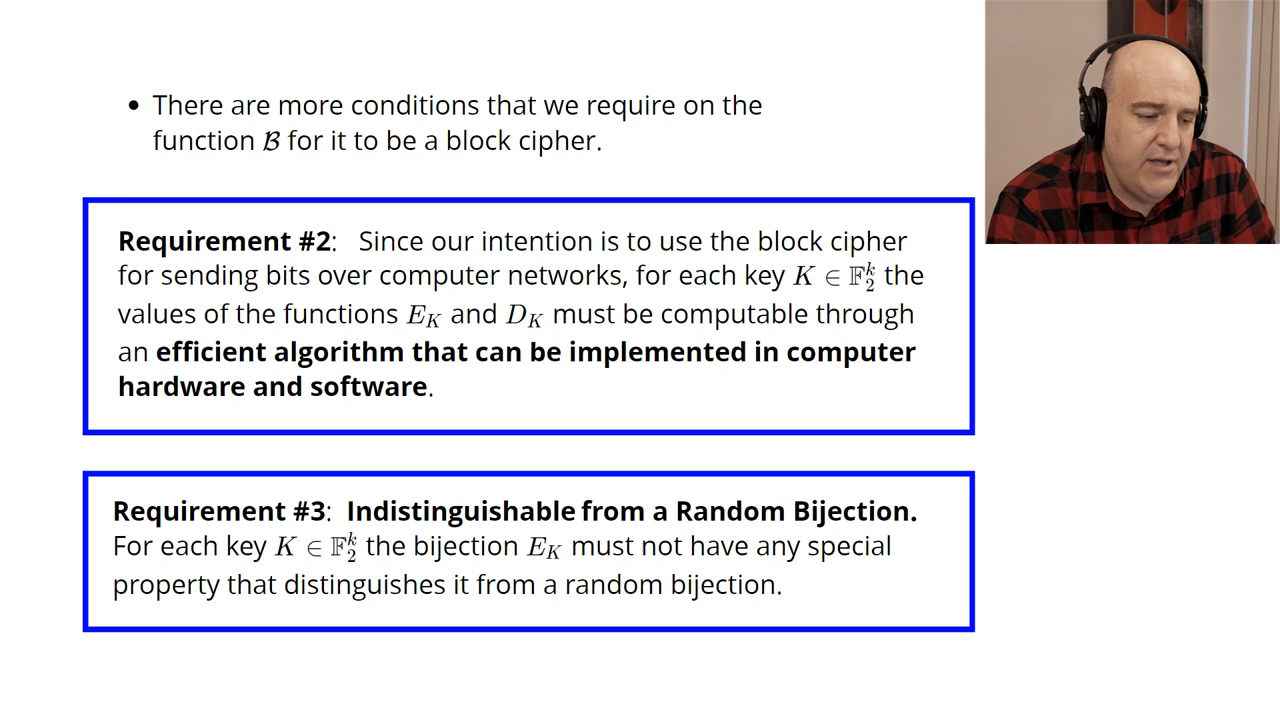 • There are more conditions that we require on the
function ℬ for it to be a block cipher.
Requirement #2: Since our intention is to use the block cipher
for sending bits over computer networks, for each key K ∈ 𝔽₂ᵏ the
values of the functions E_K and D_K must be computable through
an efficient algorithm that can be implemented in computer
hardware and software.
Requirement #3: Indistinguishable from a Random Bijection.
For each key K ∈ 𝔽₂ᵏ the bijection E_K must not have any special
property that distinguishes it from a random bijection.